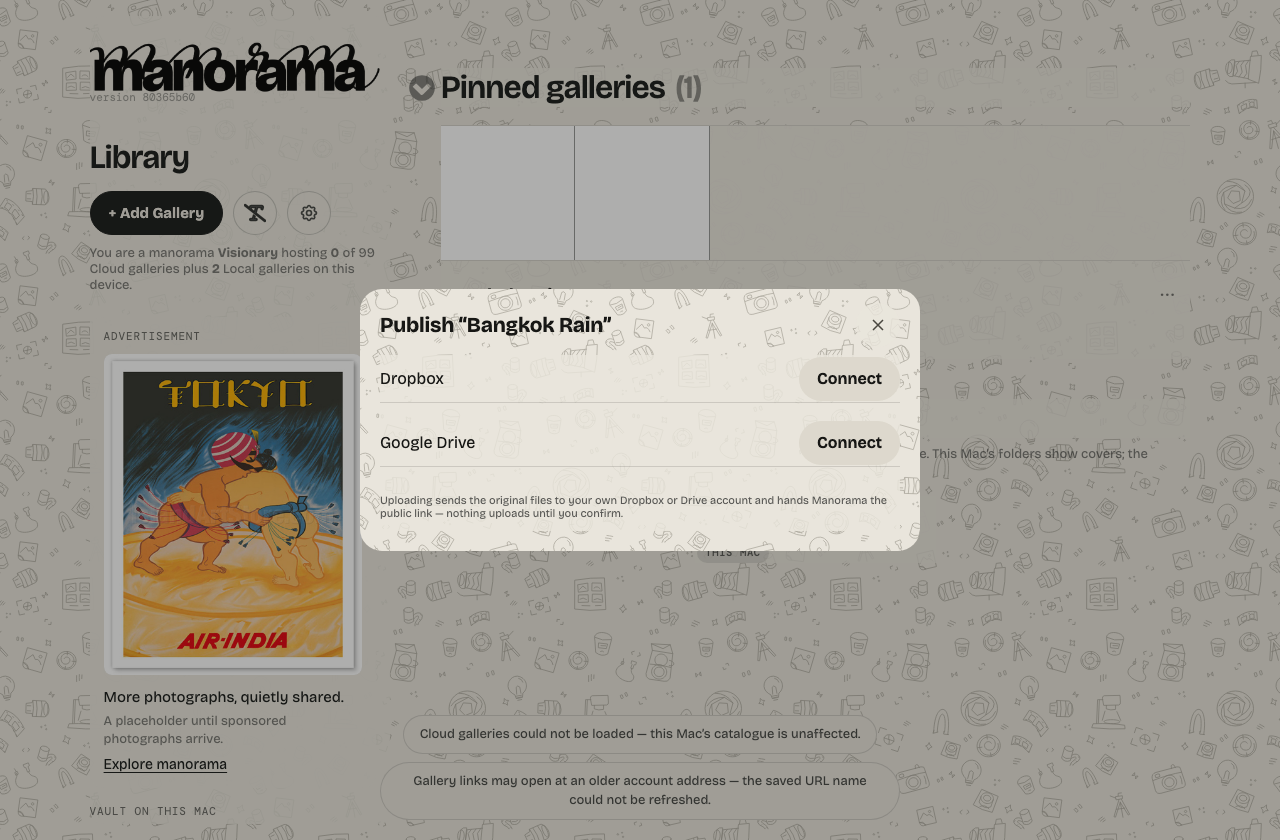 manorama
version 80365b60
Library
+ Add Gallery
You are a manorama Visionary hosting 0 of 99
Cloud galleries plus 2 Local galleries on this
device.
ADVERTISEMENT
TOKYO
AIR-INDIA
More photographs, quietly shared.
A placeholder until sponsored
photographs arrive.
Explore manorama
VAULT ON THIS MAC
Pinned galleries (1)
Publish “Bangkok Rain”
Dropbox
Connect
Google Drive
Connect
Uploading sends the original files to your own Dropbox or Drive account and hands Manorama the
public link — nothing uploads until you confirm.
e. This Mac’s folders show covers; the
THIS MAC
Cloud galleries could not be loaded — this Mac’s catalogue is unaffected.
Gallery links may open at an older account address — the saved URL name
could not be refreshed.